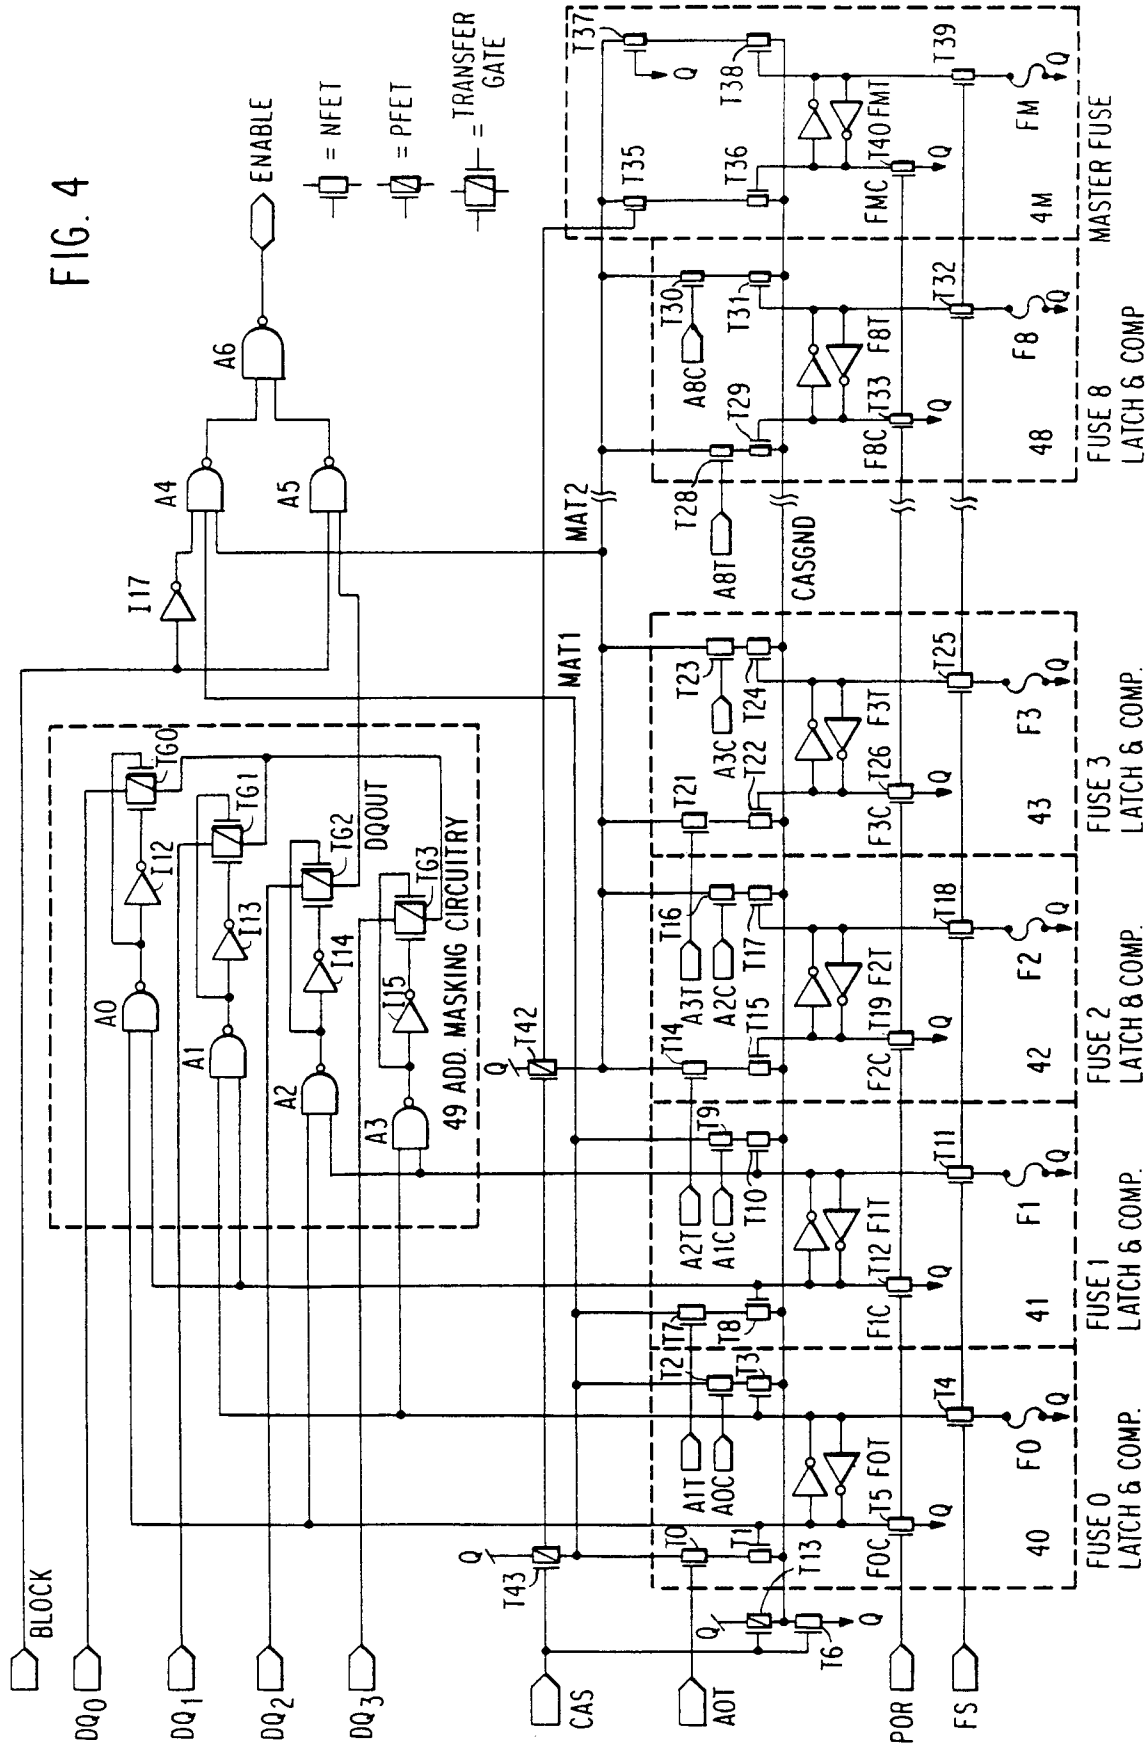 FIG. 4
BLOCK
DQ0
DQ1
DQ2
DQ3
CAS
A0T
POR
FS
ENABLE
= NFET
= PFET
= TRANSFER GATE
A6
A4
A5
I17
A0
I12
TG0
A1
I13
TG1
A2
I14
TG2
DQOUT
A3
I15
TG3
49 ADD. MASKING CIRCUITRY
MAT1
MAT2
CASGND
Q
T43
Q
T42
Q
T13
T6
Q
T0
T1
A1T
A0C
T2
T3
F0C
T5
F0T
T4
Q
F0
Q
40
FUSE 0
LATCH & COMP.
T7
T8
A2T
A1C
T9
T10
F1C
T12
F1T
T11
Q
F1
Q
41
FUSE 1
LATCH & COMP.
T14
T15
A3T
A2C
T16
T17
F2C
T19
F2T
T18
Q
F2
Q
42
FUSE 2
LATCH 8 COMP.
T21
T22
A3C
T23
T24
F3C
T26
F3T
T25
Q
F3
Q
43
FUSE 3
LATCH & COMP.
A8T
T28
T29
A8C
T30
T31
F8C
T33
F8T
T32
Q
F8
Q
48
FUSE 8
LATCH & COMP
T35
T36
T37
Q
T38
FMC
T40
FMT
T39
Q
FM
Q
4M
MASTER FUSE